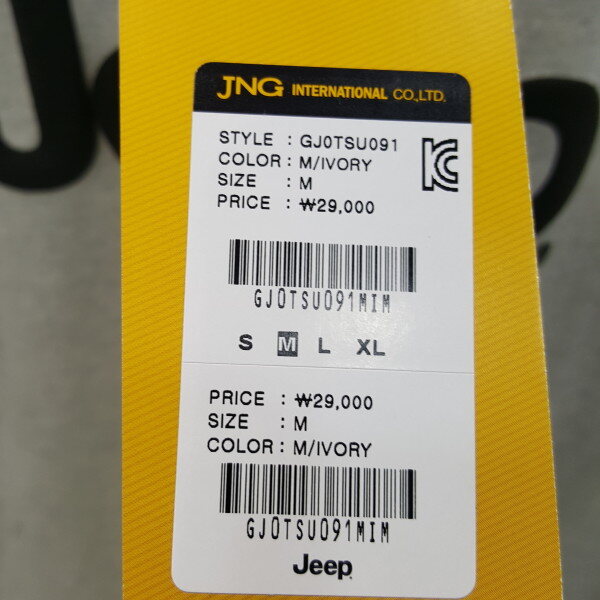 JNG INTERNATIONAL CO.,LTD.
STYLE : GJ0TSU091
COLOR : M/IVORY
SIZE : M
PRICE : ₩29,000
KC
GJ0TSU091MIM
S M L XL
PRICE : ₩29,000
SIZE : M
COLOR : M/IVORY
GJ0TSU091MIM
Jeep